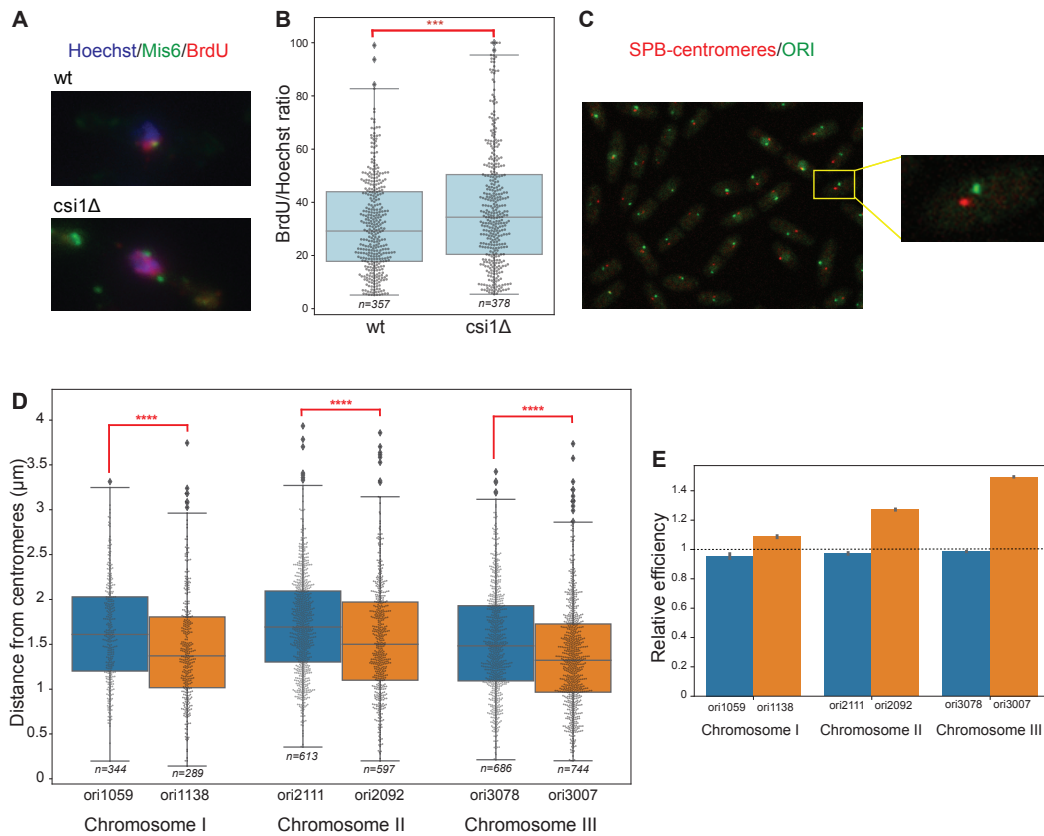 A
Hoechst/Mis6/BrdU
wt
csi1Δ
B
***
BrdU/Hoechst ratio
100
80
60
40
20
0
n=357
n=378
wt
csi1Δ
C
SPB-centromeres/ORI
D
Distance from centromeres (μm)
4
3.5
3
2.5
2
1.5
1
0.5
0
****
****
****
n=344
n=289
n=613
n=597
n=686
n=744
ori1059
ori1138
ori2111
ori2092
ori3078
ori3007
Chromosome I
Chromosome II
Chromosome III
E
Relative efficiency
1.4
1.2
1
0.8
0.6
0.4
0.2
0
ori1059
ori1138
ori2111
ori2092
ori3078
ori3007
Chromosome I
Chromosome II
Chromosome III